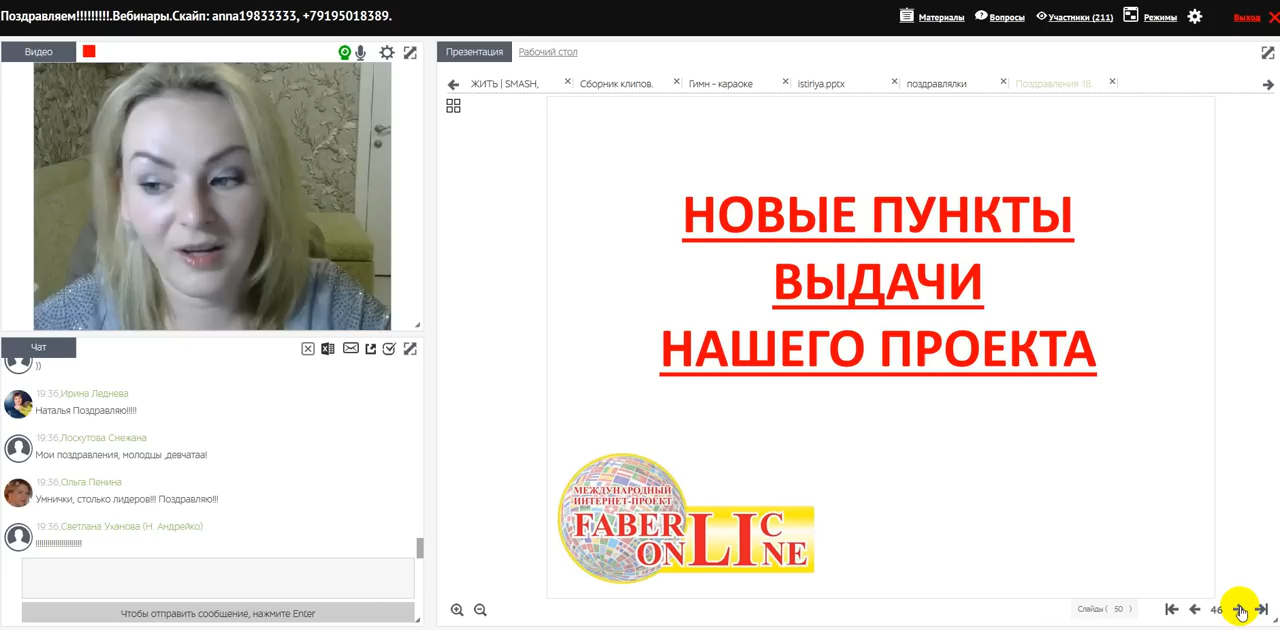 Поздравляем!!!!!!!!!.Вебинары.Скайп: anna19833333, +79195018389.
Материалы
Вопросы
Участники (211)
Режимы
Выход
Видео
Презентация
Рабочий стол
ЖИТЬ | SMASH,
Сборник клипов.
Гимн - караоке
istiriya.pptx
поздравлялки
Поздравления 18.
НОВЫЕ ПУНКТЫ
ВЫДАЧИ
НАШЕГО ПРОЕКТА
МЕЖДУНАРОДНЫЙ
ИНТЕРНЕТ-ПРОЕКТ
FABERLIC
ONLINE
Чат
))
19:36,Ирина Леднева
Наталья Поздравляю!!!!!
19:36,Лоскутова Снежана
Мои поздравления, молодцы ,девчатаа!
19:36,Ольга Пенина
Умнички, столько лидеров!!! Поздравляю!!!
19:36,Светлана Уханова (Н. Андрейко)
!!!!!!!!!!!!!!!!!!!!!!!!
Чтобы отправить сообщение, нажмите Enter
Слайды ( 50 )
46